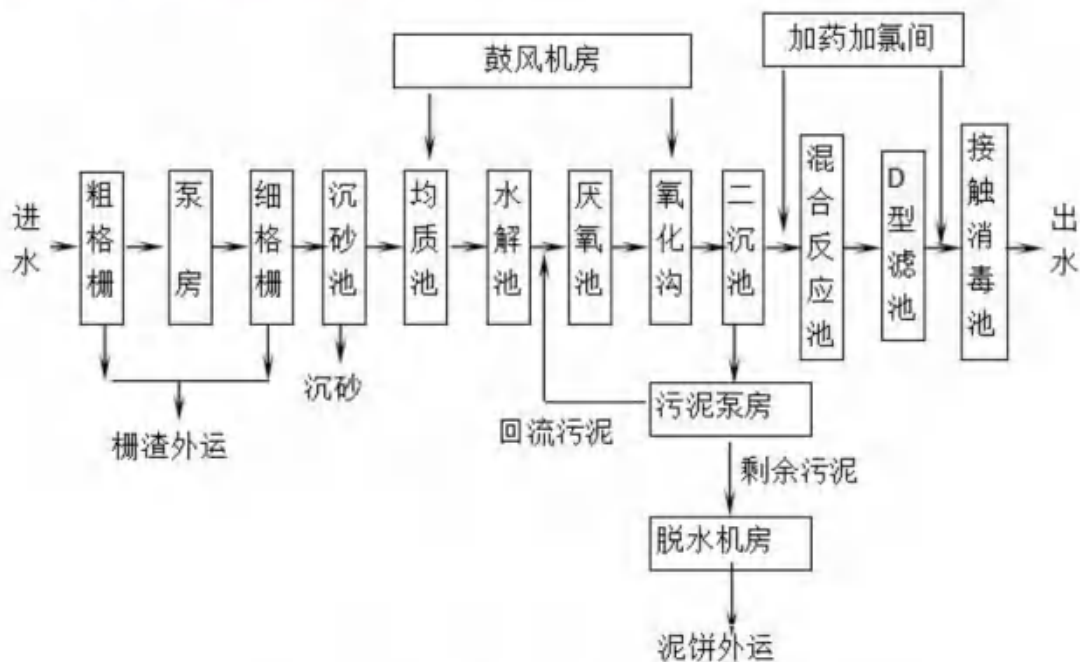 鼓风机房
加药加氯间
进水
粗格栅
泵房
细格栅
沉砂池
均质池
水解池
厌氧池
氧化沟
二沉池
混合反应池
D型滤池
接触消毒池
出水
栅渣外运
沉砂
回流污泥
污泥泵房
剩余污泥
脱水机房
泥饼外运